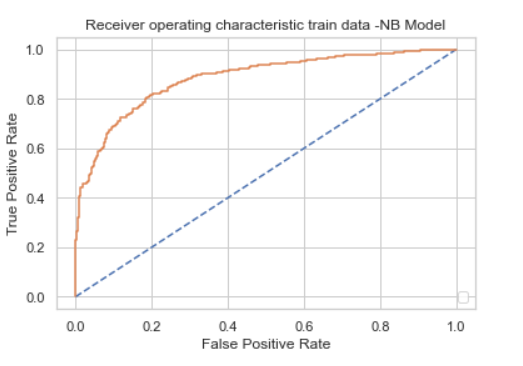 Receiver operating characteristic train data -NB Model
True Positive Rate
1.0
0.8
0.6
0.4
0.2
0.0
0.0 0.2 0.4 0.6 0.8 1.0
False Positive Rate